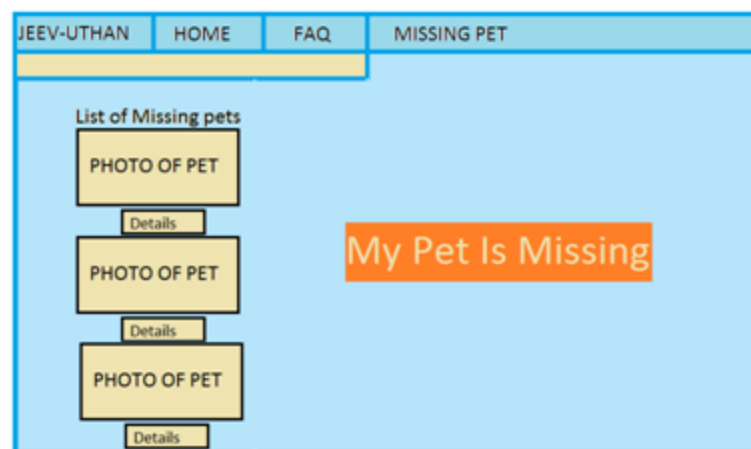 JEEV-UTHAN HOME FAQ MISSING PET
List of Missing pets
PHOTO OF PET
Details
My Pet Is Missing
PHOTO OF PET
Details
PHOTO OF PET
Details